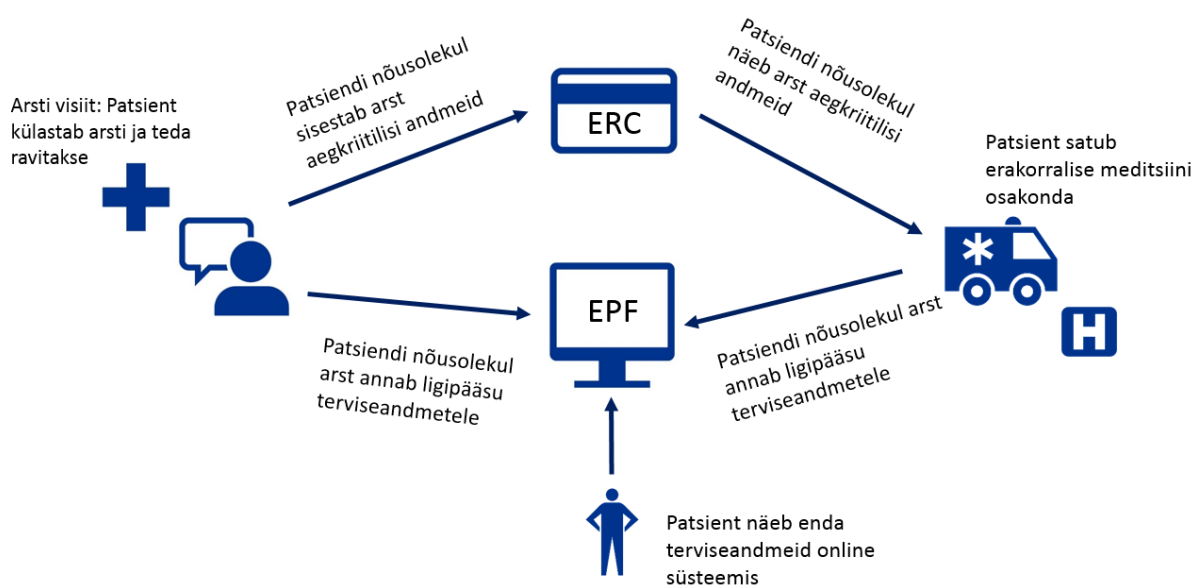 Arsti visiit: Patsient
külastab arsti ja teda
ravitakse
Patsiendi nõusolekul
sisestab arst
aegkriitilisi andmeid
ERC
Patsiendi nõusolekul
näeb arst aegkriitilisi
andmeid
Patsient satub
erakorralise meditsiini
osakonda
H
EPF
Patsiendi nõusolekul
arst annab ligipääsu
terviseandmetele
Patsiendi nõusolekul arst
annab ligipääsu
terviseandmetele
Patsient näeb enda
terviseandmeid online
süsteemis